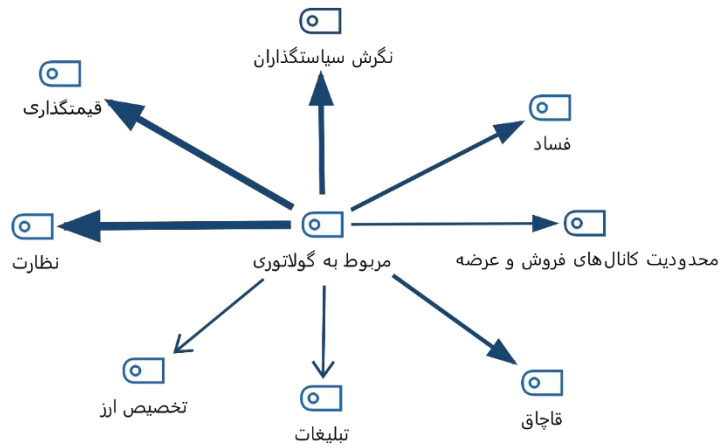 نگرش سیاستگذاران
قیمتگذاری
فساد
نظارت
مربوط به گولاتوری
محدودیت کانال‌های فروش و عرضه
تخصیص ارز
تبلیغات
قاچاق